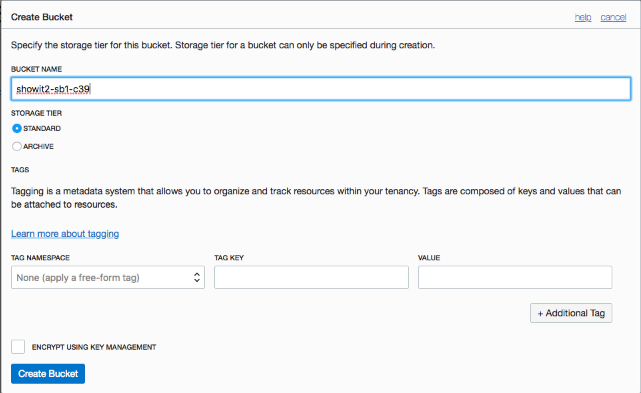 Create Bucket help cancel
Specify the storage tier for this bucket. Storage tier for a bucket can only be specified during creation.
BUCKET NAME
showit2-sb1-c39
STORAGE TIER
STANDARD
ARCHIVE
TAGS
Tagging is a metadata system that allows you to organize and track resources within your tenancy. Tags are composed of keys and values that can
be attached to resources.
Learn more about tagging
TAG NAMESPACE TAG KEY VALUE
None (apply a free-form tag)
+ Additional Tag
ENCRYPT USING KEY MANAGEMENT
Create Bucket